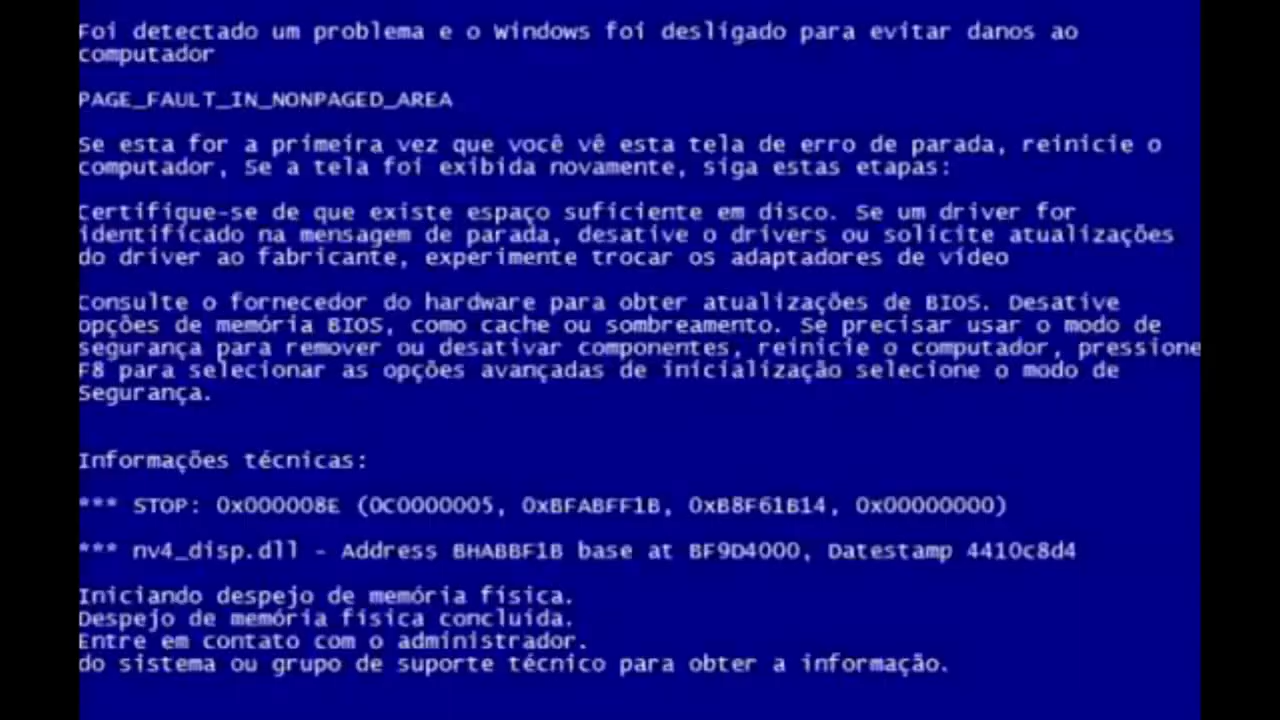 Foi detectado um problema e o Windows foi desligado para evitar danos ao
computador
PAGE_FAULT_IN_NONPAGED_AREA
Se esta for a primeira vez que você vê esta tela de erro de parada, reinicie o
computador, Se a tela foi exibida novamente, siga estas etapas:
Certifique-se de que existe espaço suficiente em disco. Se um driver for
identificado na mensagem de parada, desative o drivers ou solicite atualizações
do driver ao fabricante, experimente trocar os adaptadores de vídeo
Consulte o fornecedor do hardware para obter atualizações de BIOS. Desative
opções de memória BIOS, como cache ou sombreamento. Se precisar usar o modo de
segurança para remover ou desativar componentes, reinicie o computador, pressione
F8 para selecionar as opções avançadas de inicialização selecione o modo de
Segurança.
Informações técnicas:
*** STOP: 0x000008E (0C0000005, 0xBFABFF1B, 0xB8F61B14, 0x00000000)
*** nv4_disp.dll - Address BHABBF1B base at BF9D4000, Datestamp 4410c8d4
Iniciando despejo de memória física.
Despejo de memória física concluída.
Entre em contato com o administrador.
do sistema ou grupo de suporte técnico para obter a informação.